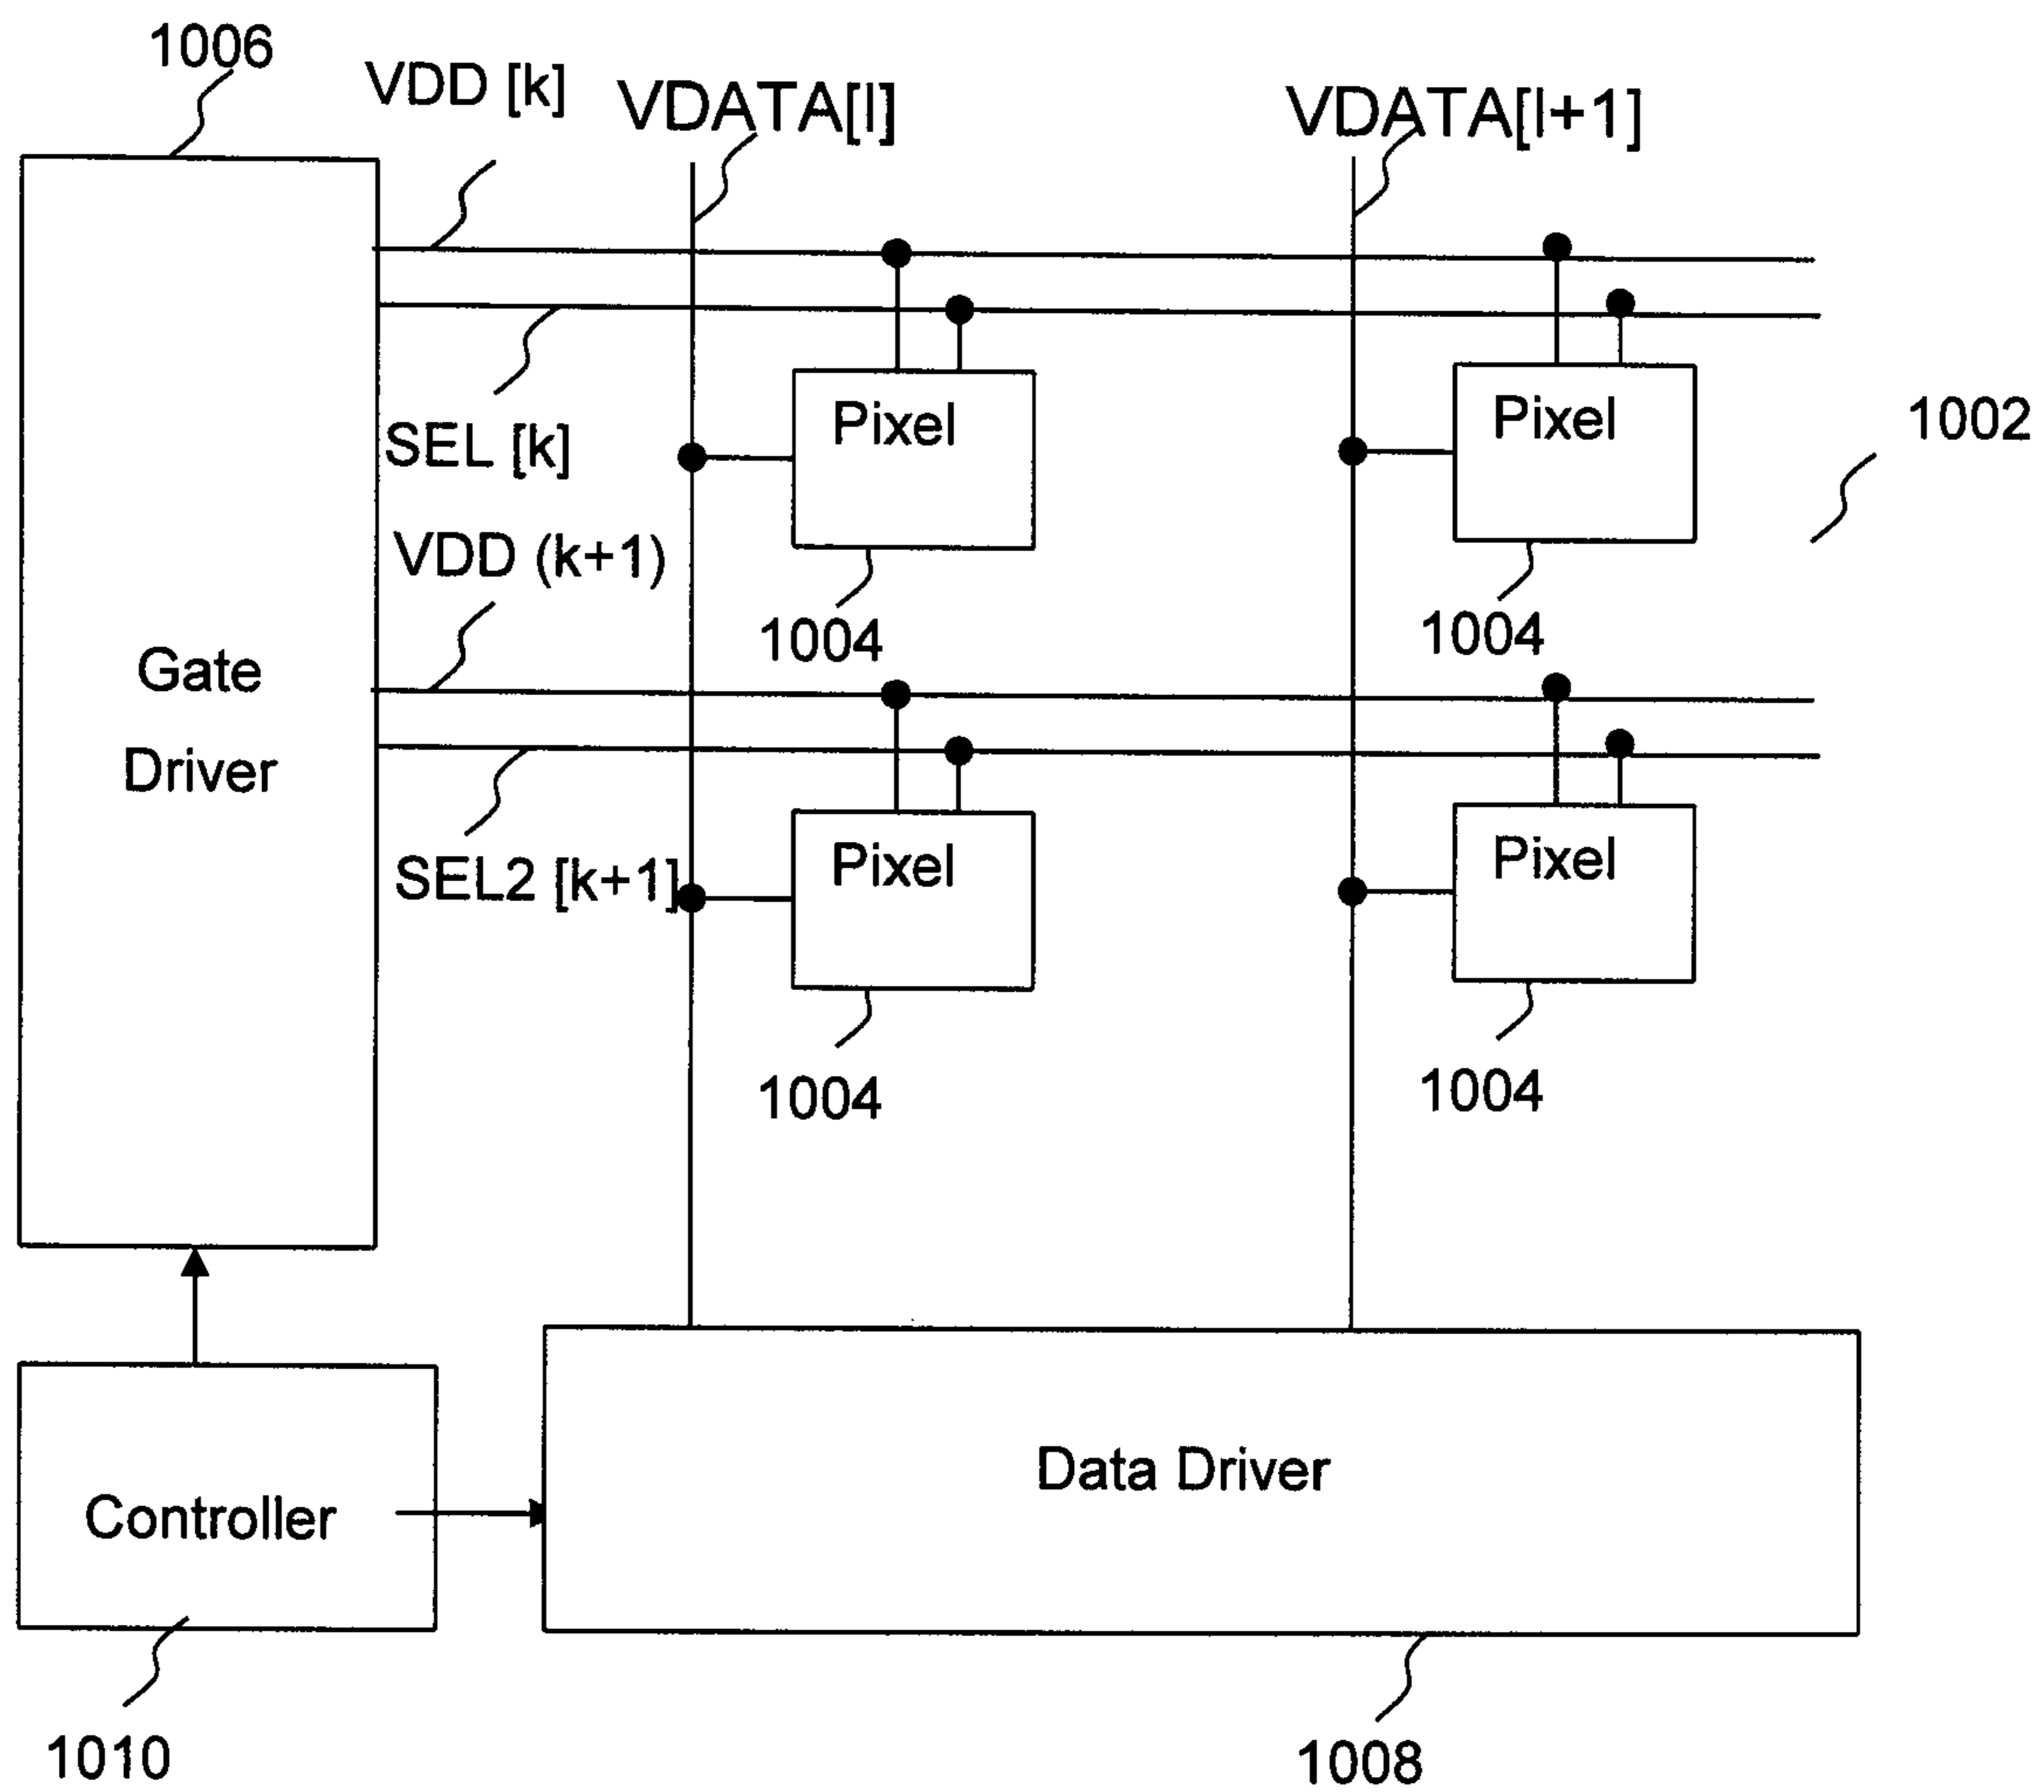 1006
VDD [k]
VDATA[l]
VDATA[l+1]
SEL [k]
Pixel
Pixel
1002
VDD (k+1)
1004
1004
Gate
Driver
SEL2 [k+1]
Pixel
Pixel
1004
1004
Data Driver
Controller
1010
1008